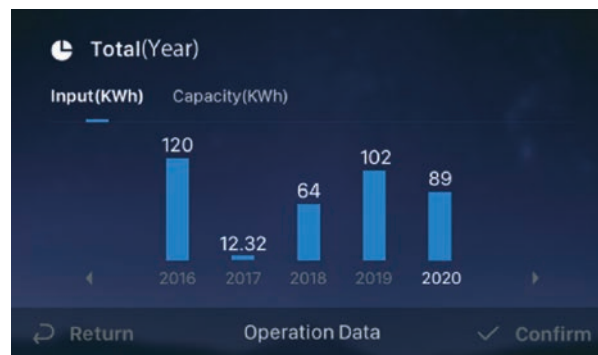 Total(Year)
Input(KWh) Capacity(KWh)
120
12.32
64
102
89
2016 2017 2018 2019 2020
Return Operation Data Confirm